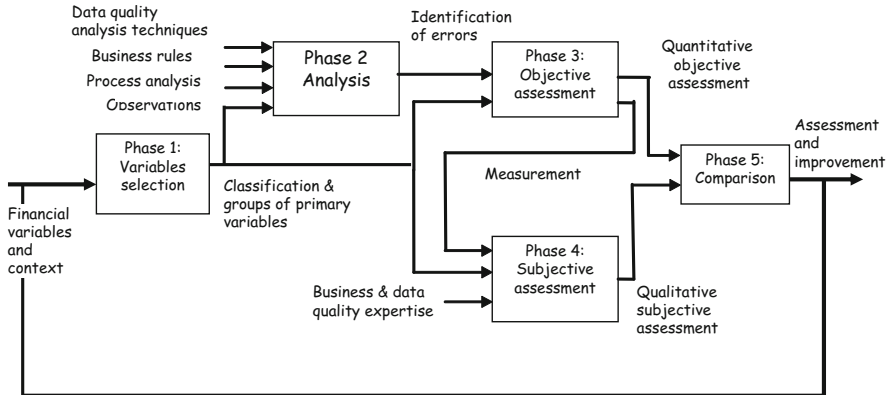 Data quality
analysis techniques
Business rules
Process analysis
Observations
Phase 2
Analysis
Identification
of errors
Phase 3:
Objective
assessment
Quantitative
objective
assessment
Phase 1:
Variables
selection
Classification &
groups of primary
variables
Measurement
Phase 5:
Comparison
Assessment
and
improvement
Financial
variables
and
context
Phase 4:
Subjective
assessment
Business & data
quality expertise
Qualitative
subjective
assessment